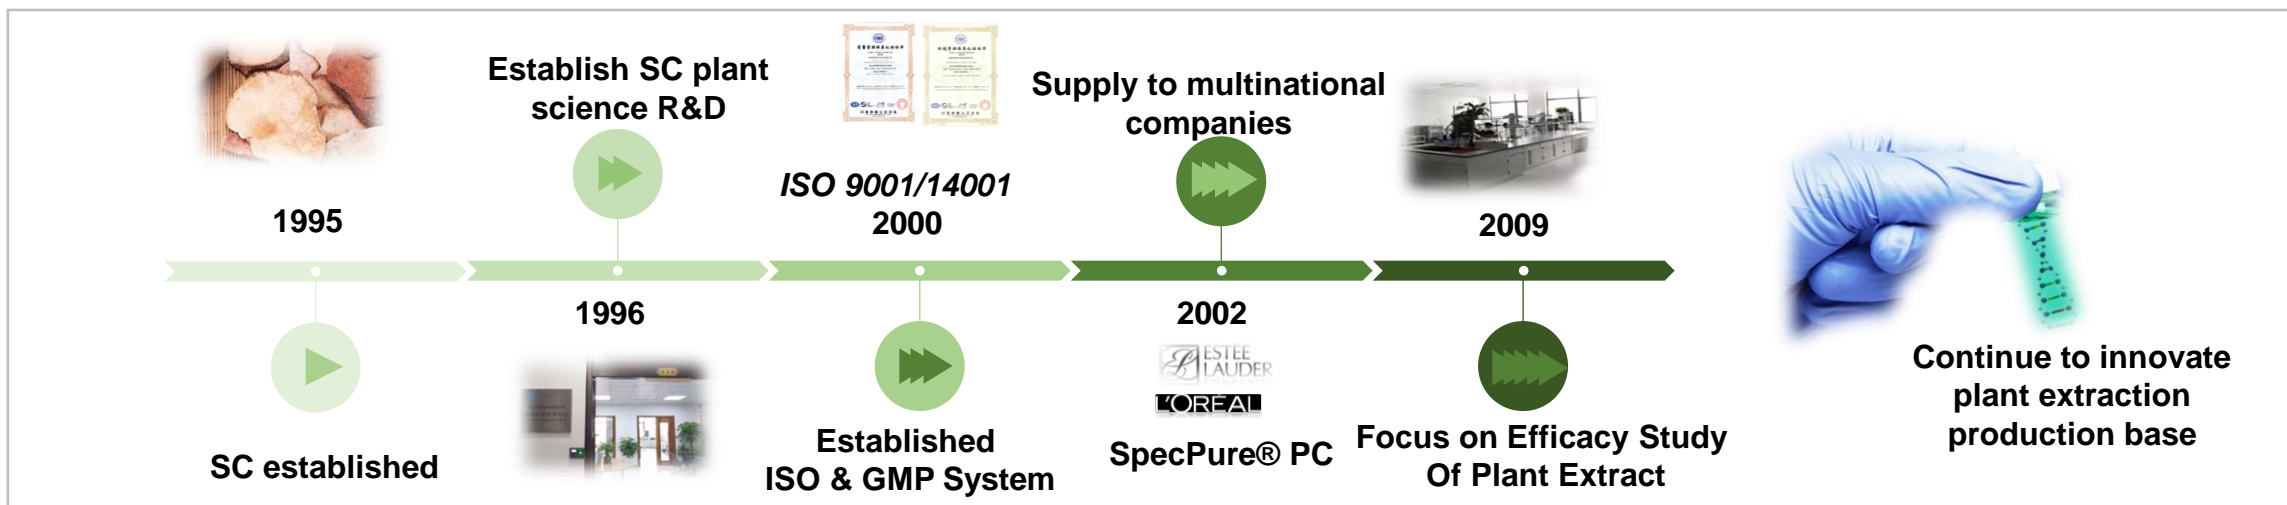 1995
SC established
Establish SC plant
science R&D
1996
ISO 9001/14001
2000
Established
ISO & GMP System
Supply to multinational
companies
2002
ESTÉE
LAUDER
L'ORÉAL
SpecPure® PC
2009
Focus on Efficacy Study
Of Plant Extract
Continue to innovate
plant extraction
production base